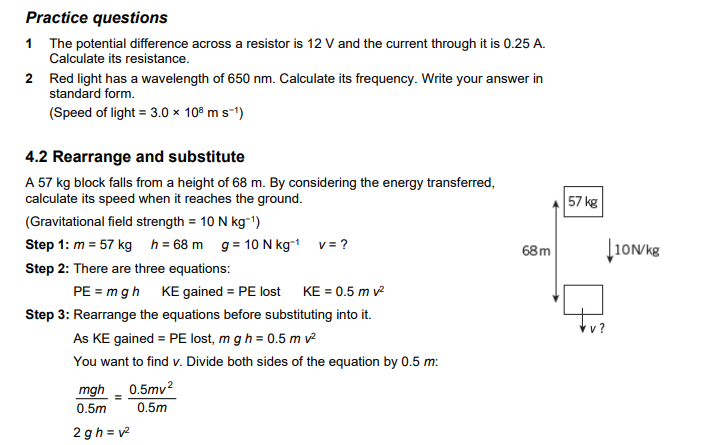 Practice questions
1 The potential difference across a resistor is 12 V and the current through it is 0.25 A.
Calculate its resistance.
2 Red light has a wavelength of 650 nm. Calculate its frequency. Write your answer in
standard form.
(Speed of light = 3.0 × 10⁸ m s⁻¹)
4.2 Rearrange and substitute
A 57 kg block falls from a height of 68 m. By considering the energy transferred,
calculate its speed when it reaches the ground.
(Gravitational field strength = 10 N kg⁻¹)
Step 1: m = 57 kg h = 68 m g = 10 N kg⁻¹ v = ?
Step 2: There are three equations:
PE = m g h KE gained = PE lost KE = 0.5 m v²
Step 3: Rearrange the equations before substituting into it.
As KE gained = PE lost, m g h = 0.5 m v²
You want to find v. Divide both sides of the equation by 0.5 m:
mgh = 0.5mv²
0.5m 0.5m
2 g h = v²
57 kg
68m
10N/kg
v ?